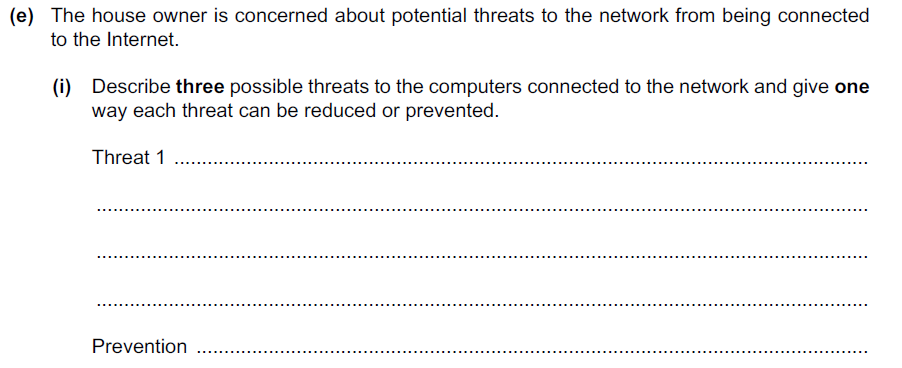 (e) The house owner is concerned about potential threats to the network from being connected
to the Internet.
(i) Describe three possible threats to the computers connected to the network and give one
way each threat can be reduced or prevented.
Threat 1 ....................................................................................................
....................................................................................................
....................................................................................................
....................................................................................................
Prevention ....................................................................................................